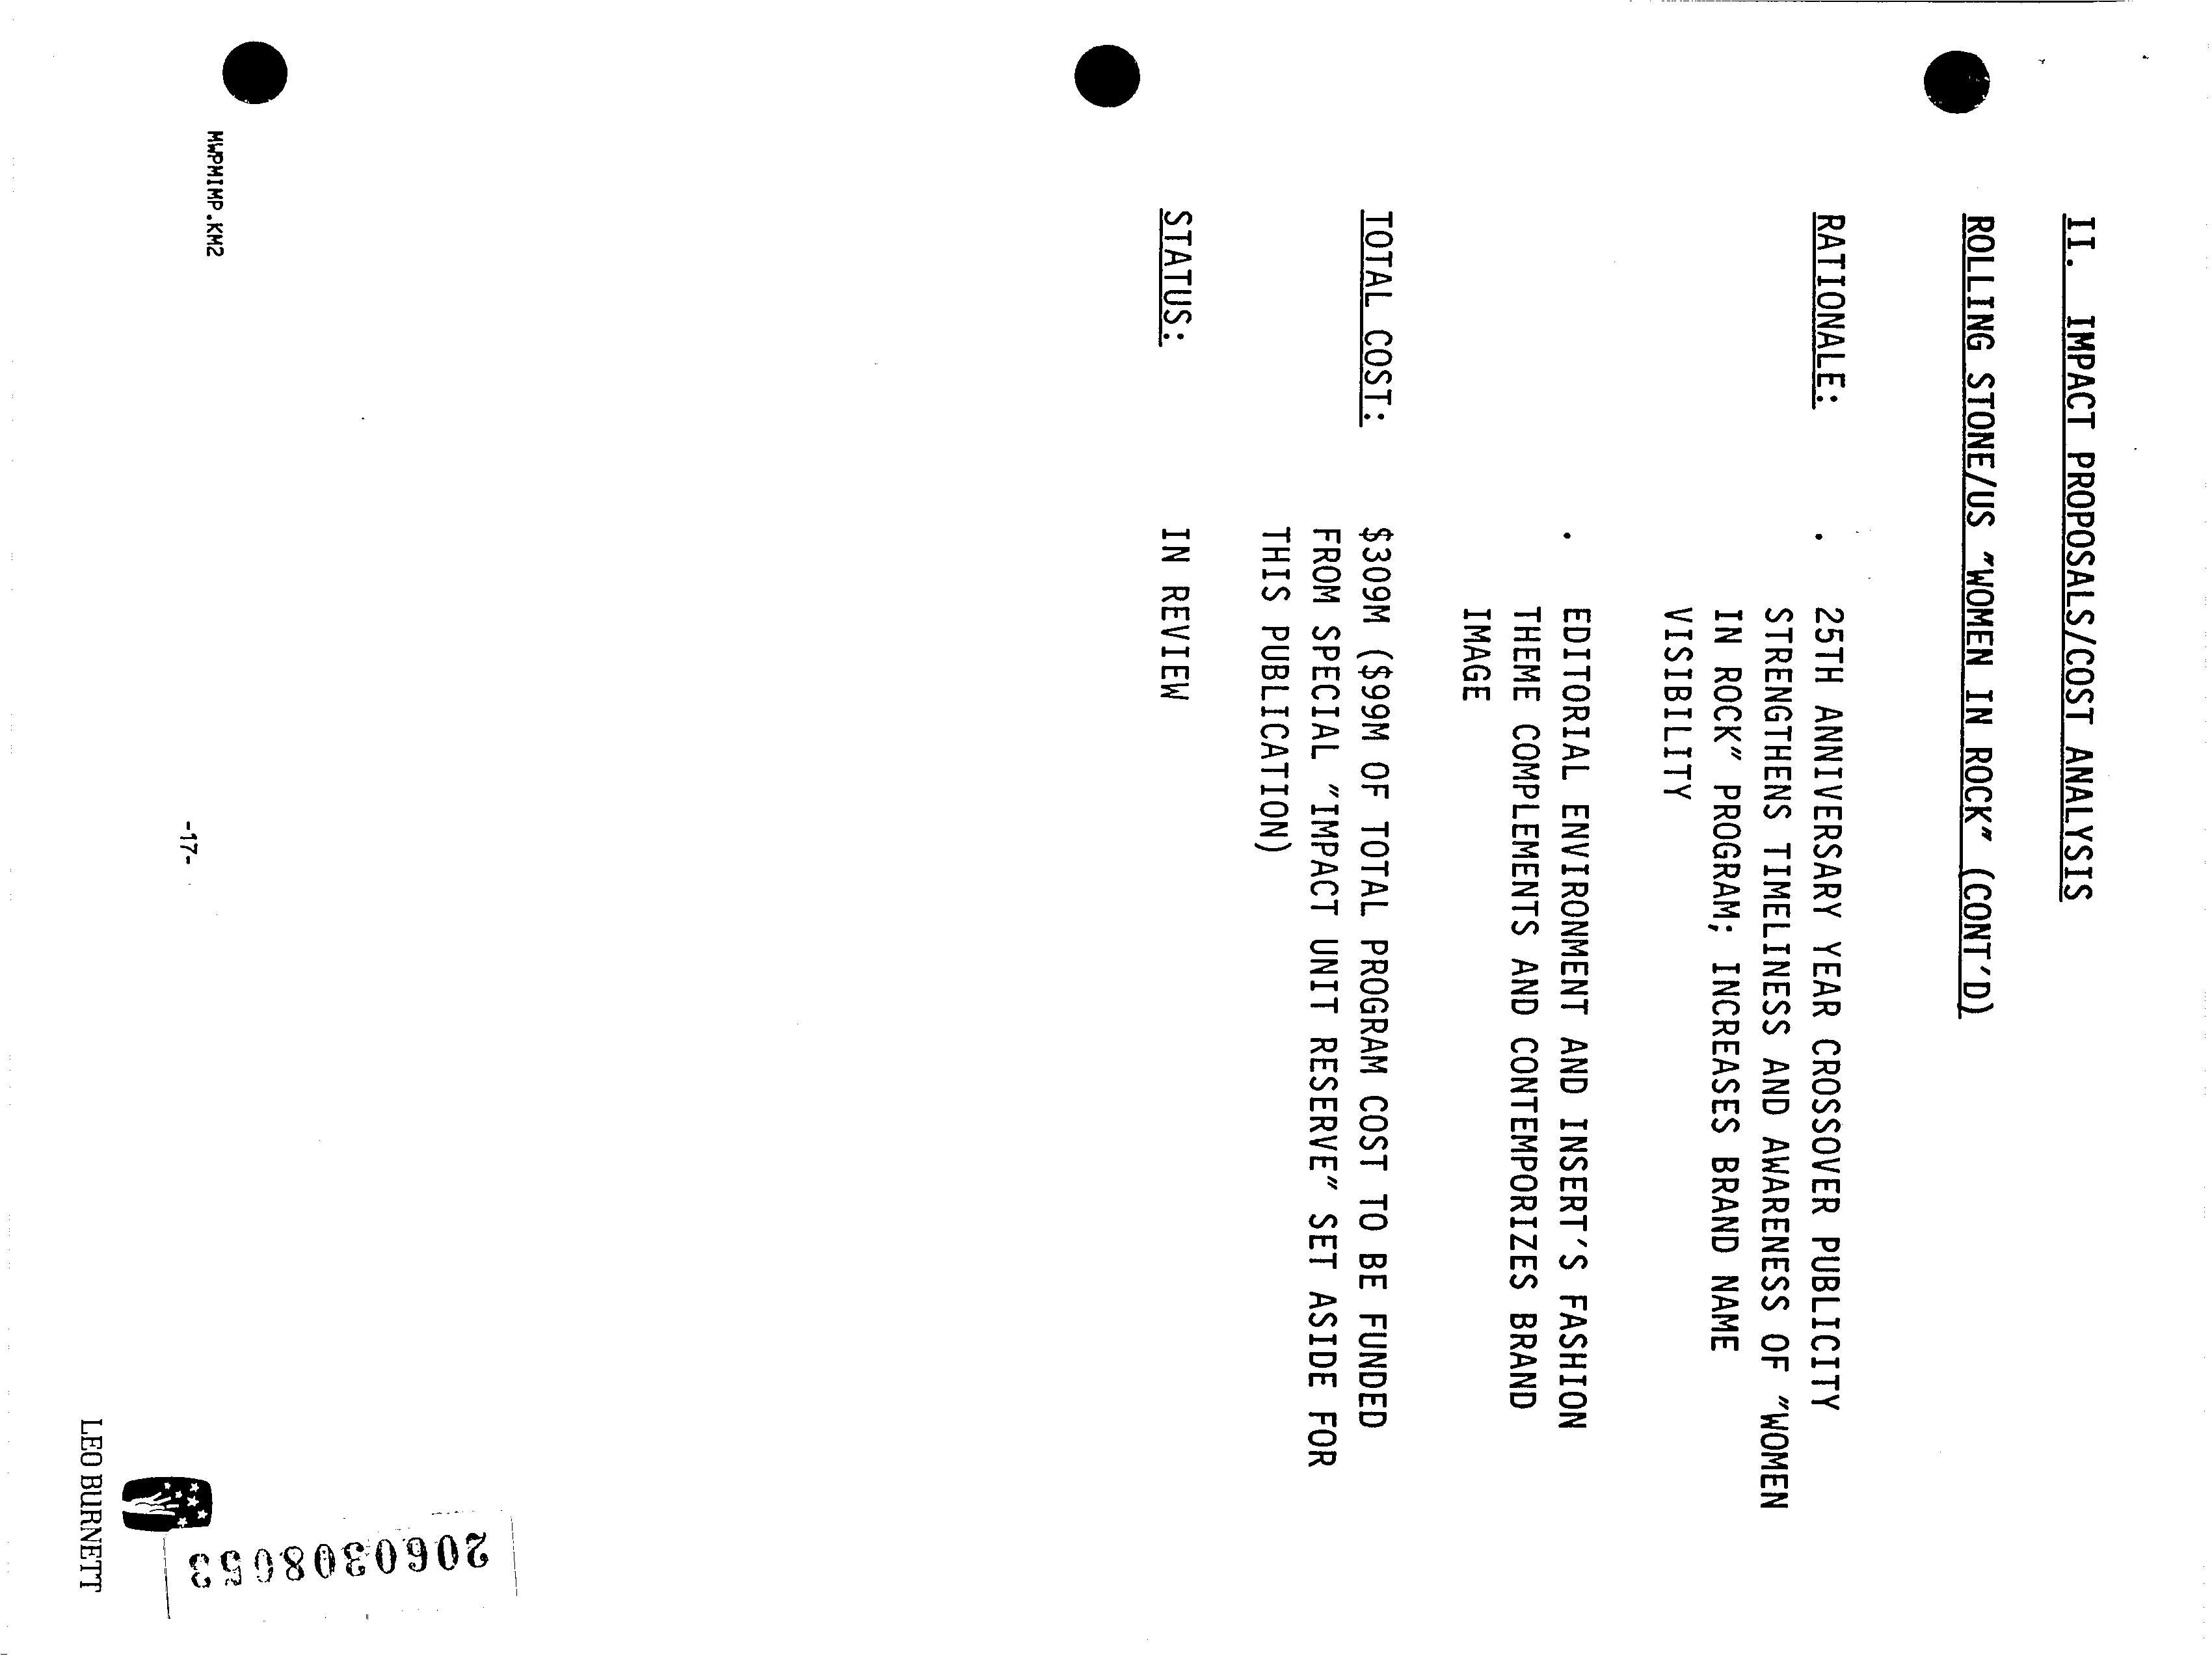 II. IMPACT PROPOSALS/COST ANALYSIS
ROLLING STONE/US "WOMEN IN ROCK" (CONT'D)
RATIONALE: · 25TH ANNIVERSARY YEAR CROSSOVER PUBLICITY
STRENGTHENS TIMELINESS AND AWARENESS OF "WOMEN
IN ROCK" PROGRAM; INCREASES BRAND NAME
VISIBILITY
· EDITORIAL ENVIRONMENT AND INSERT'S FASHION
THEME COMPLEMENTS AND CONTEMPORIZES BRAND
IMAGE
TOTAL COST: $309M ($99M OF TOTAL PROGRAM COST TO BE FUNDED
FROM SPECIAL "IMPACT UNIT RESERVE" SET ASIDE FOR
THIS PUBLICATION)
STATUS: IN REVIEW
MWPMIMP.KM2
-17-
LEO BURNETT
2060308053